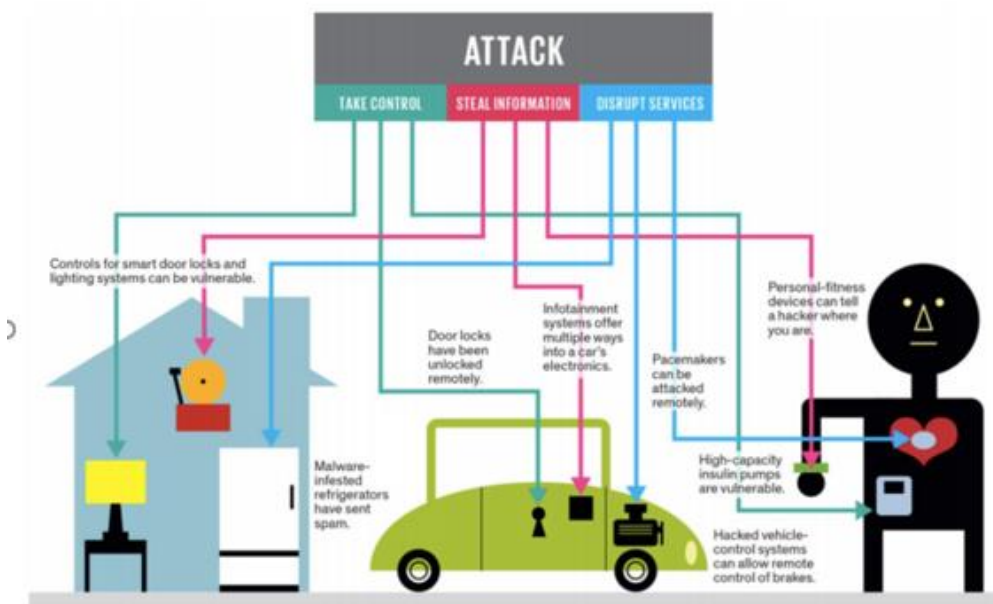 ATTACK
TAKE CONTROL
STEAL INFORMATION
DISRUPT SERVICES
Controls for smart door locks and
lighting systems can be vulnerable.
Door locks
have been
unlocked
remotely.
Infotainment
systems offer
multiple ways
into a car's
electronics.
Personal-fitness
devices can tell
a hacker where
you are.
Pacemakers
can be
attacked
remotely.
Malware-
infested
refrigerators
have sent
spam.
High-capacity
insulin pumps
are vulnerable.
Hacked vehicle-
control systems
can allow remote
control of brakes.